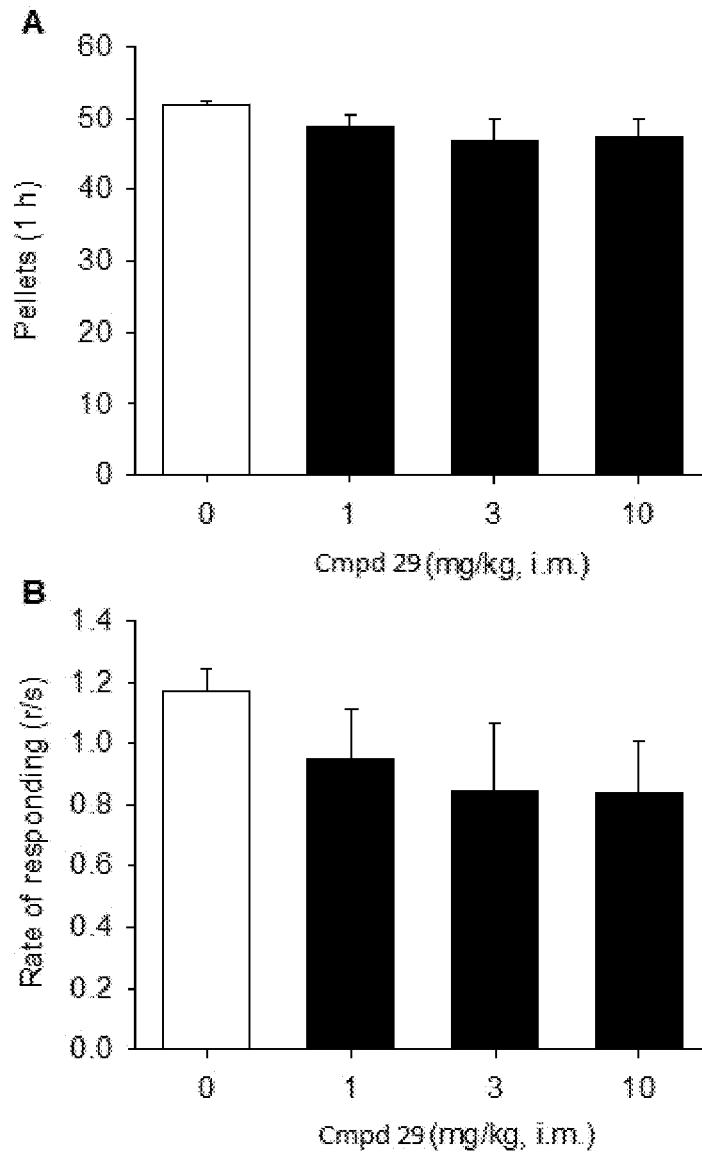 A
60
50
40
30
20
10
0
Pellets (1 h)
0 1 3 10
Cmpd 29 (mg/kg, i.m.)
B
1.4
1.2
1.0
0.8
0.6
0.4
0.2
0.0
Rate of responding (r/s)
0 1 3 10
Cmpd 29 (mg/kg, i.m.)